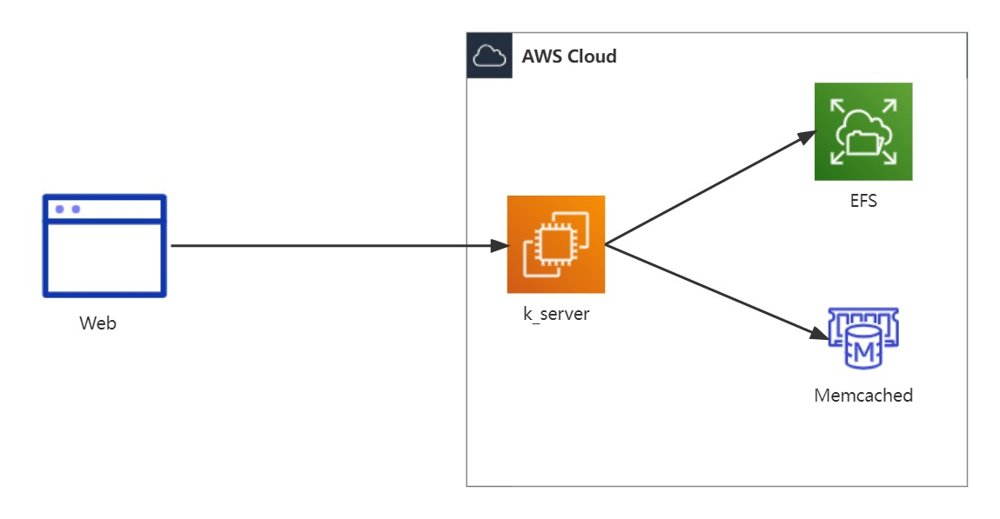 AWS Cloud
EFS
Web
k_server
M
Memcached